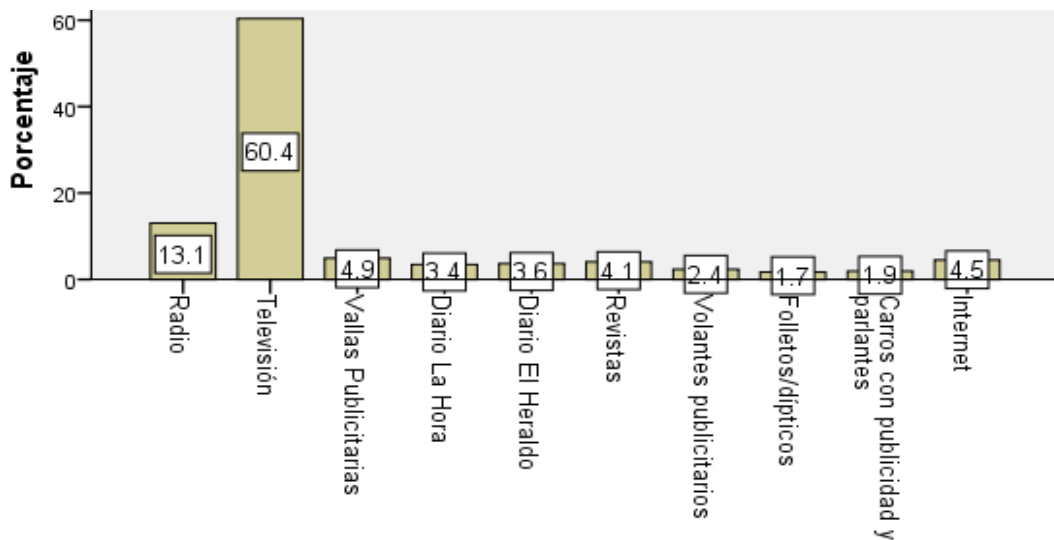 Porcentaje
60
40
20
0
13.1
60.4
4.9
3.4
3.6
4.1
2.4
1.7
1.9
4.5
Radio
Televisión
Vallas Publicitarias
Diario La Hora
Diario El Heraldo
Revistas
Volantes publicitarios
Folletos/dípticos
Carros con publicidad y
parlantes
Internet